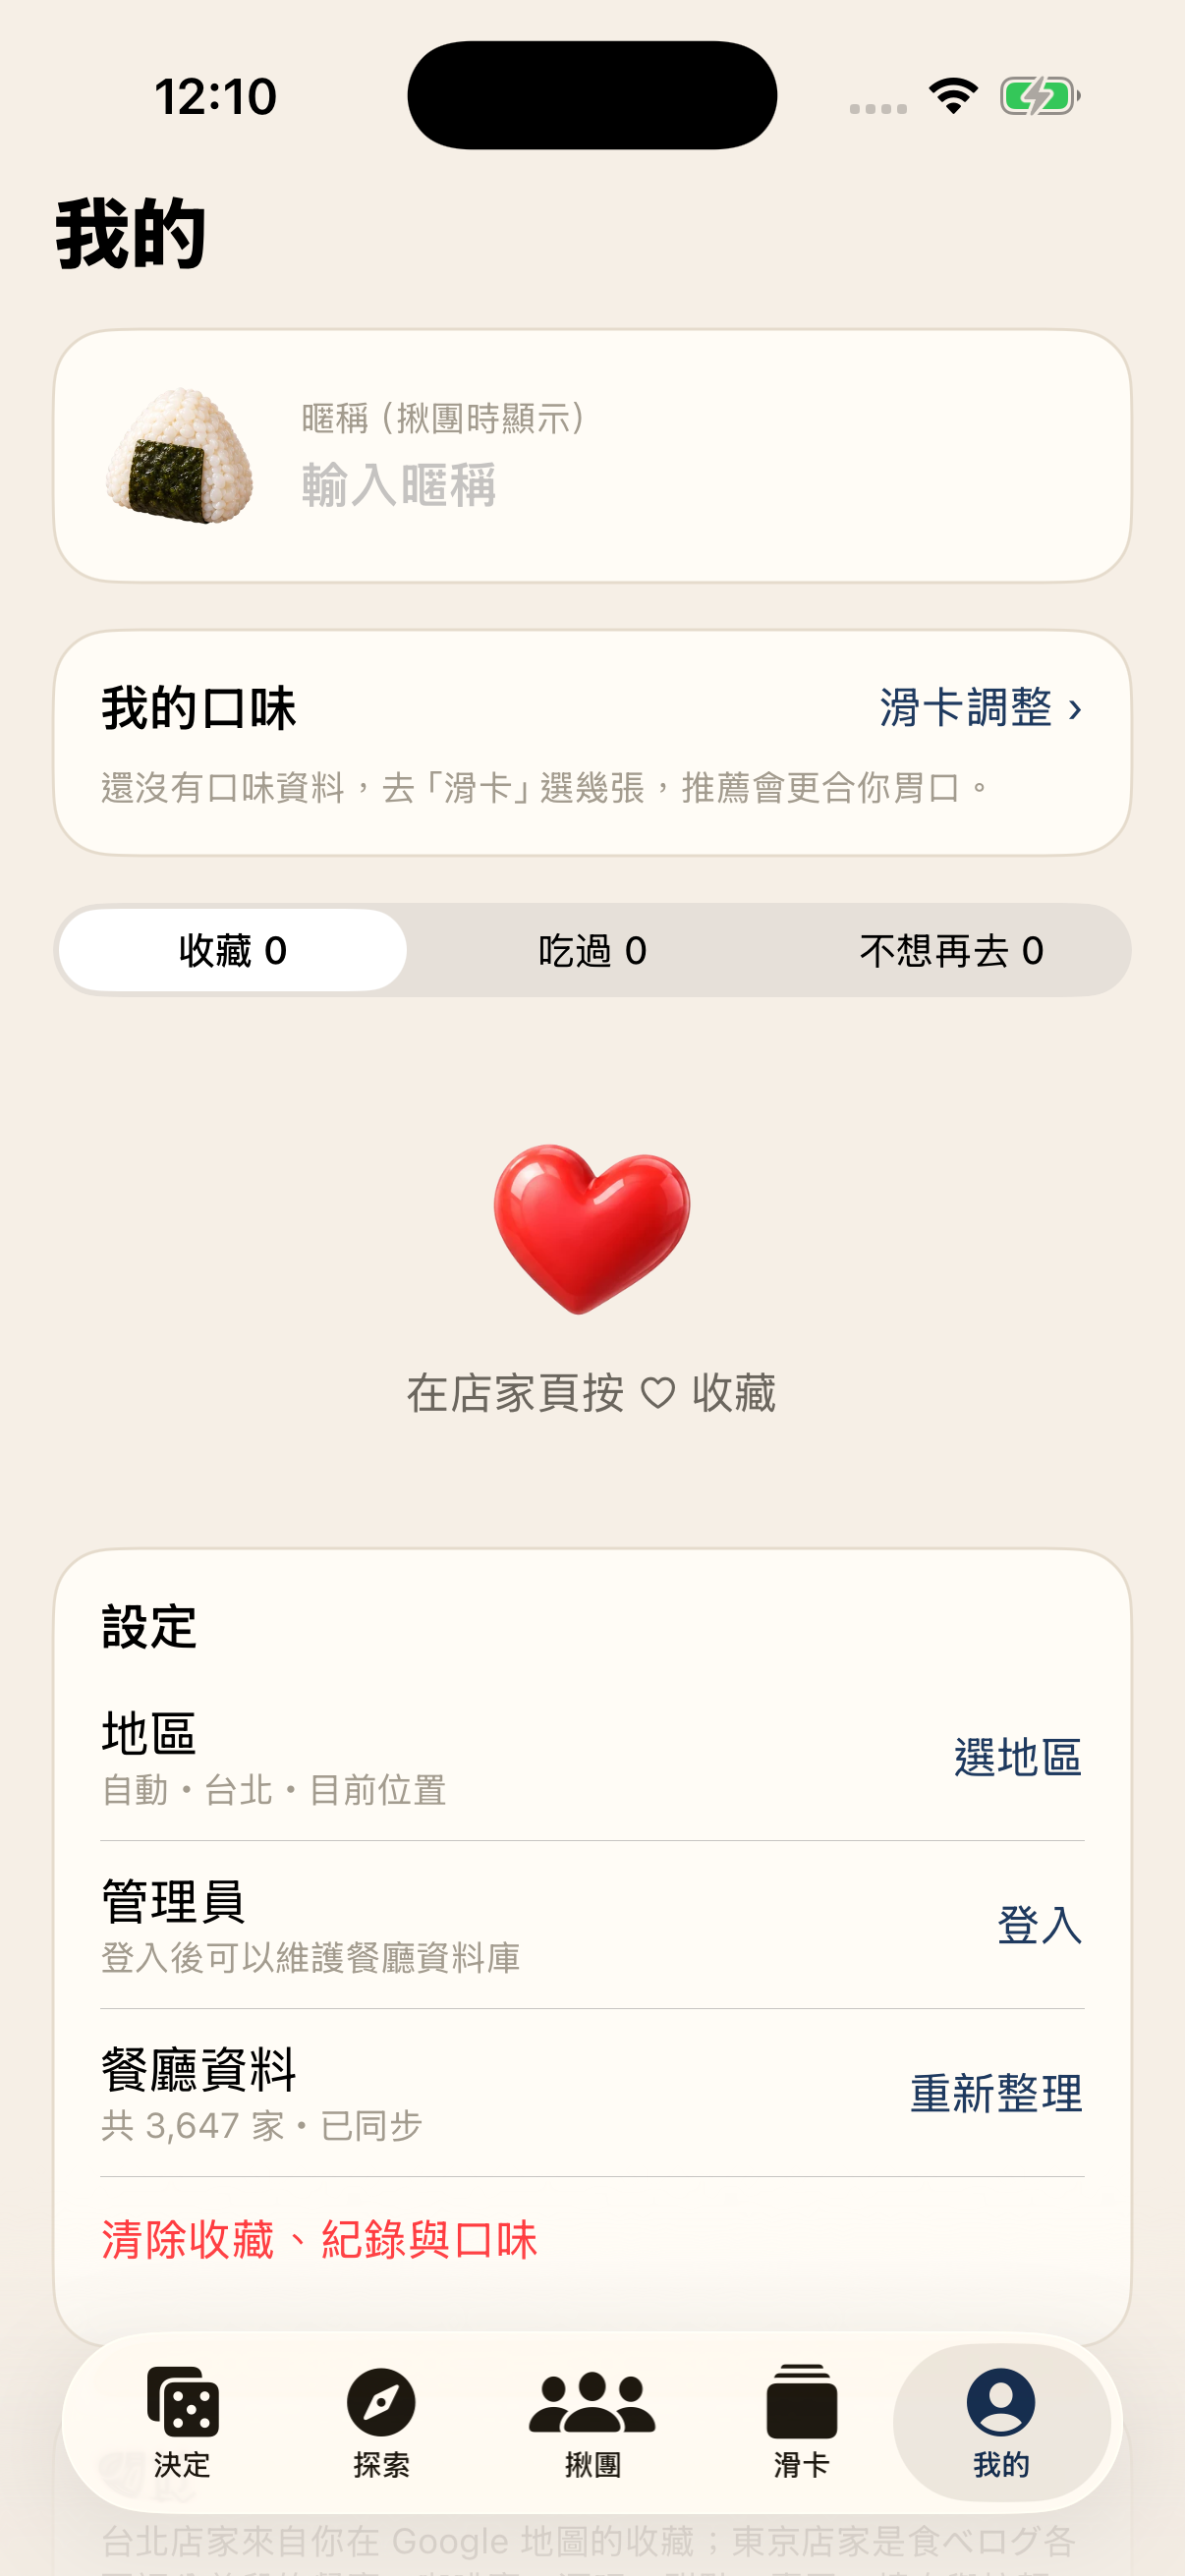 12:10
我的
暱稱（揪團時顯示）
輸入暱稱
我的口味
滑卡調整 ›
還沒有口味資料，去「滑卡」選幾張，推薦會更合你胃口。
收藏 0
吃過 0
不想再去 0
在店家頁按 ♡ 收藏
設定
地區
自動・台北・目前位置
選地區
管理員
登入後可以維護餐廳資料庫
登入
餐廳資料
共 3,647 家・已同步
重新整理
清除收藏、紀錄與口味
決定
探索
揪團
滑卡
我的
台北店家來自你在 Google 地圖的收藏；東京店家是食べログ各